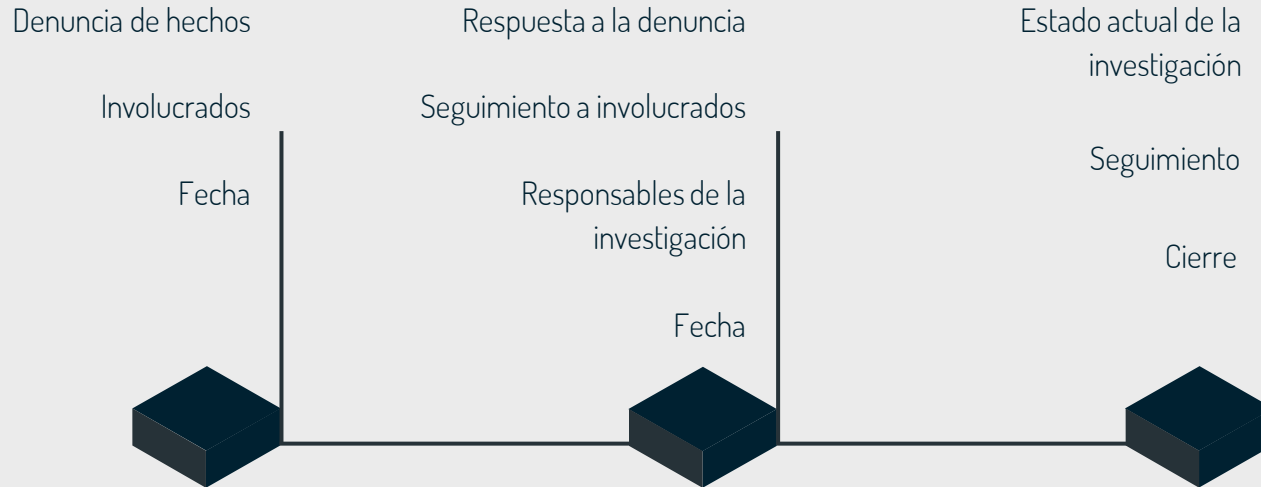 Denuncia de hechos
Involucrados
Fecha
Respuesta a la denuncia
Seguimiento a involucrados
Responsables de la
investigación
Fecha
Estado actual de la
investigación
Seguimiento
Cierre